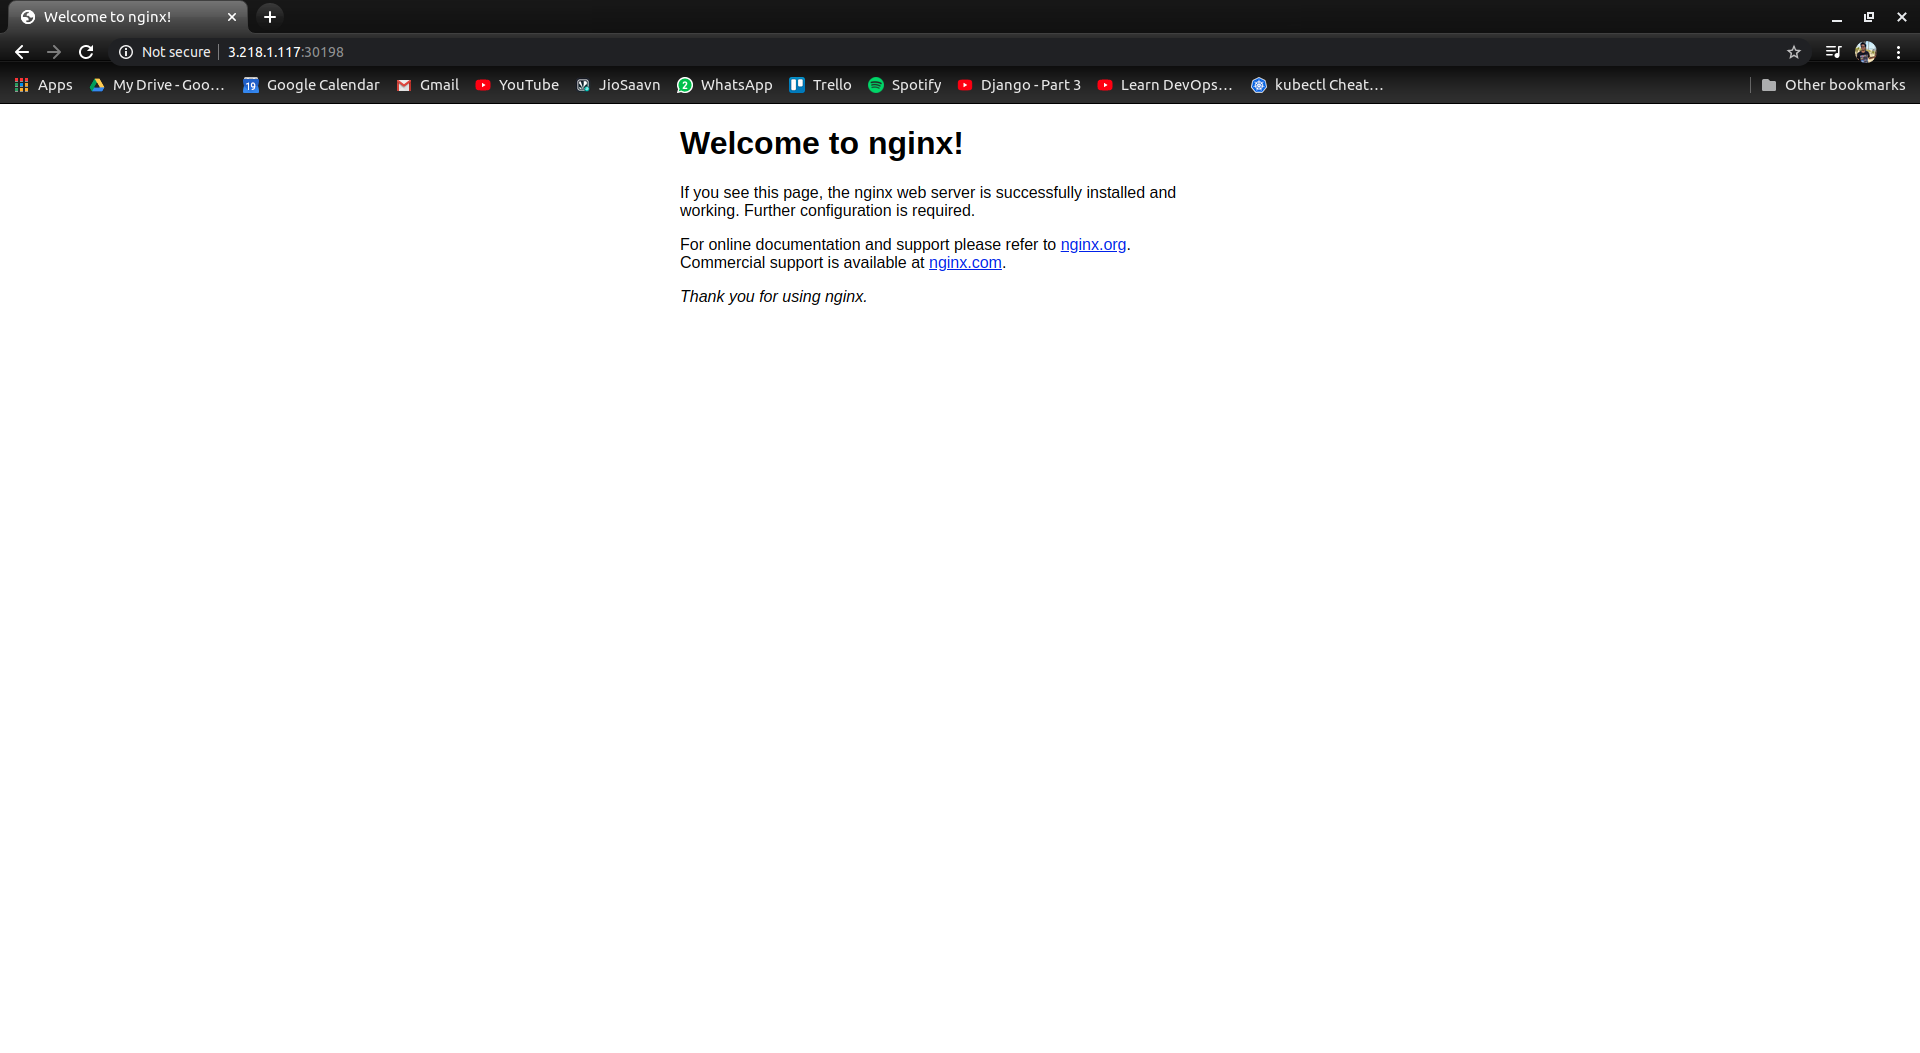 Welcome to nginx!
Not secure 3.218.1.117:30198
Apps My Drive - Goo... 19 Google Calendar Gmail YouTube JioSaavn 2 WhatsApp Trello Spotify Django - Part 3 Learn DevOps... kubectl Cheat... Other bookmarks
Welcome to nginx!
If you see this page, the nginx web server is successfully installed and
working. Further configuration is required.
For online documentation and support please refer to nginx.org.
Commercial support is available at nginx.com.
Thank you for using nginx.